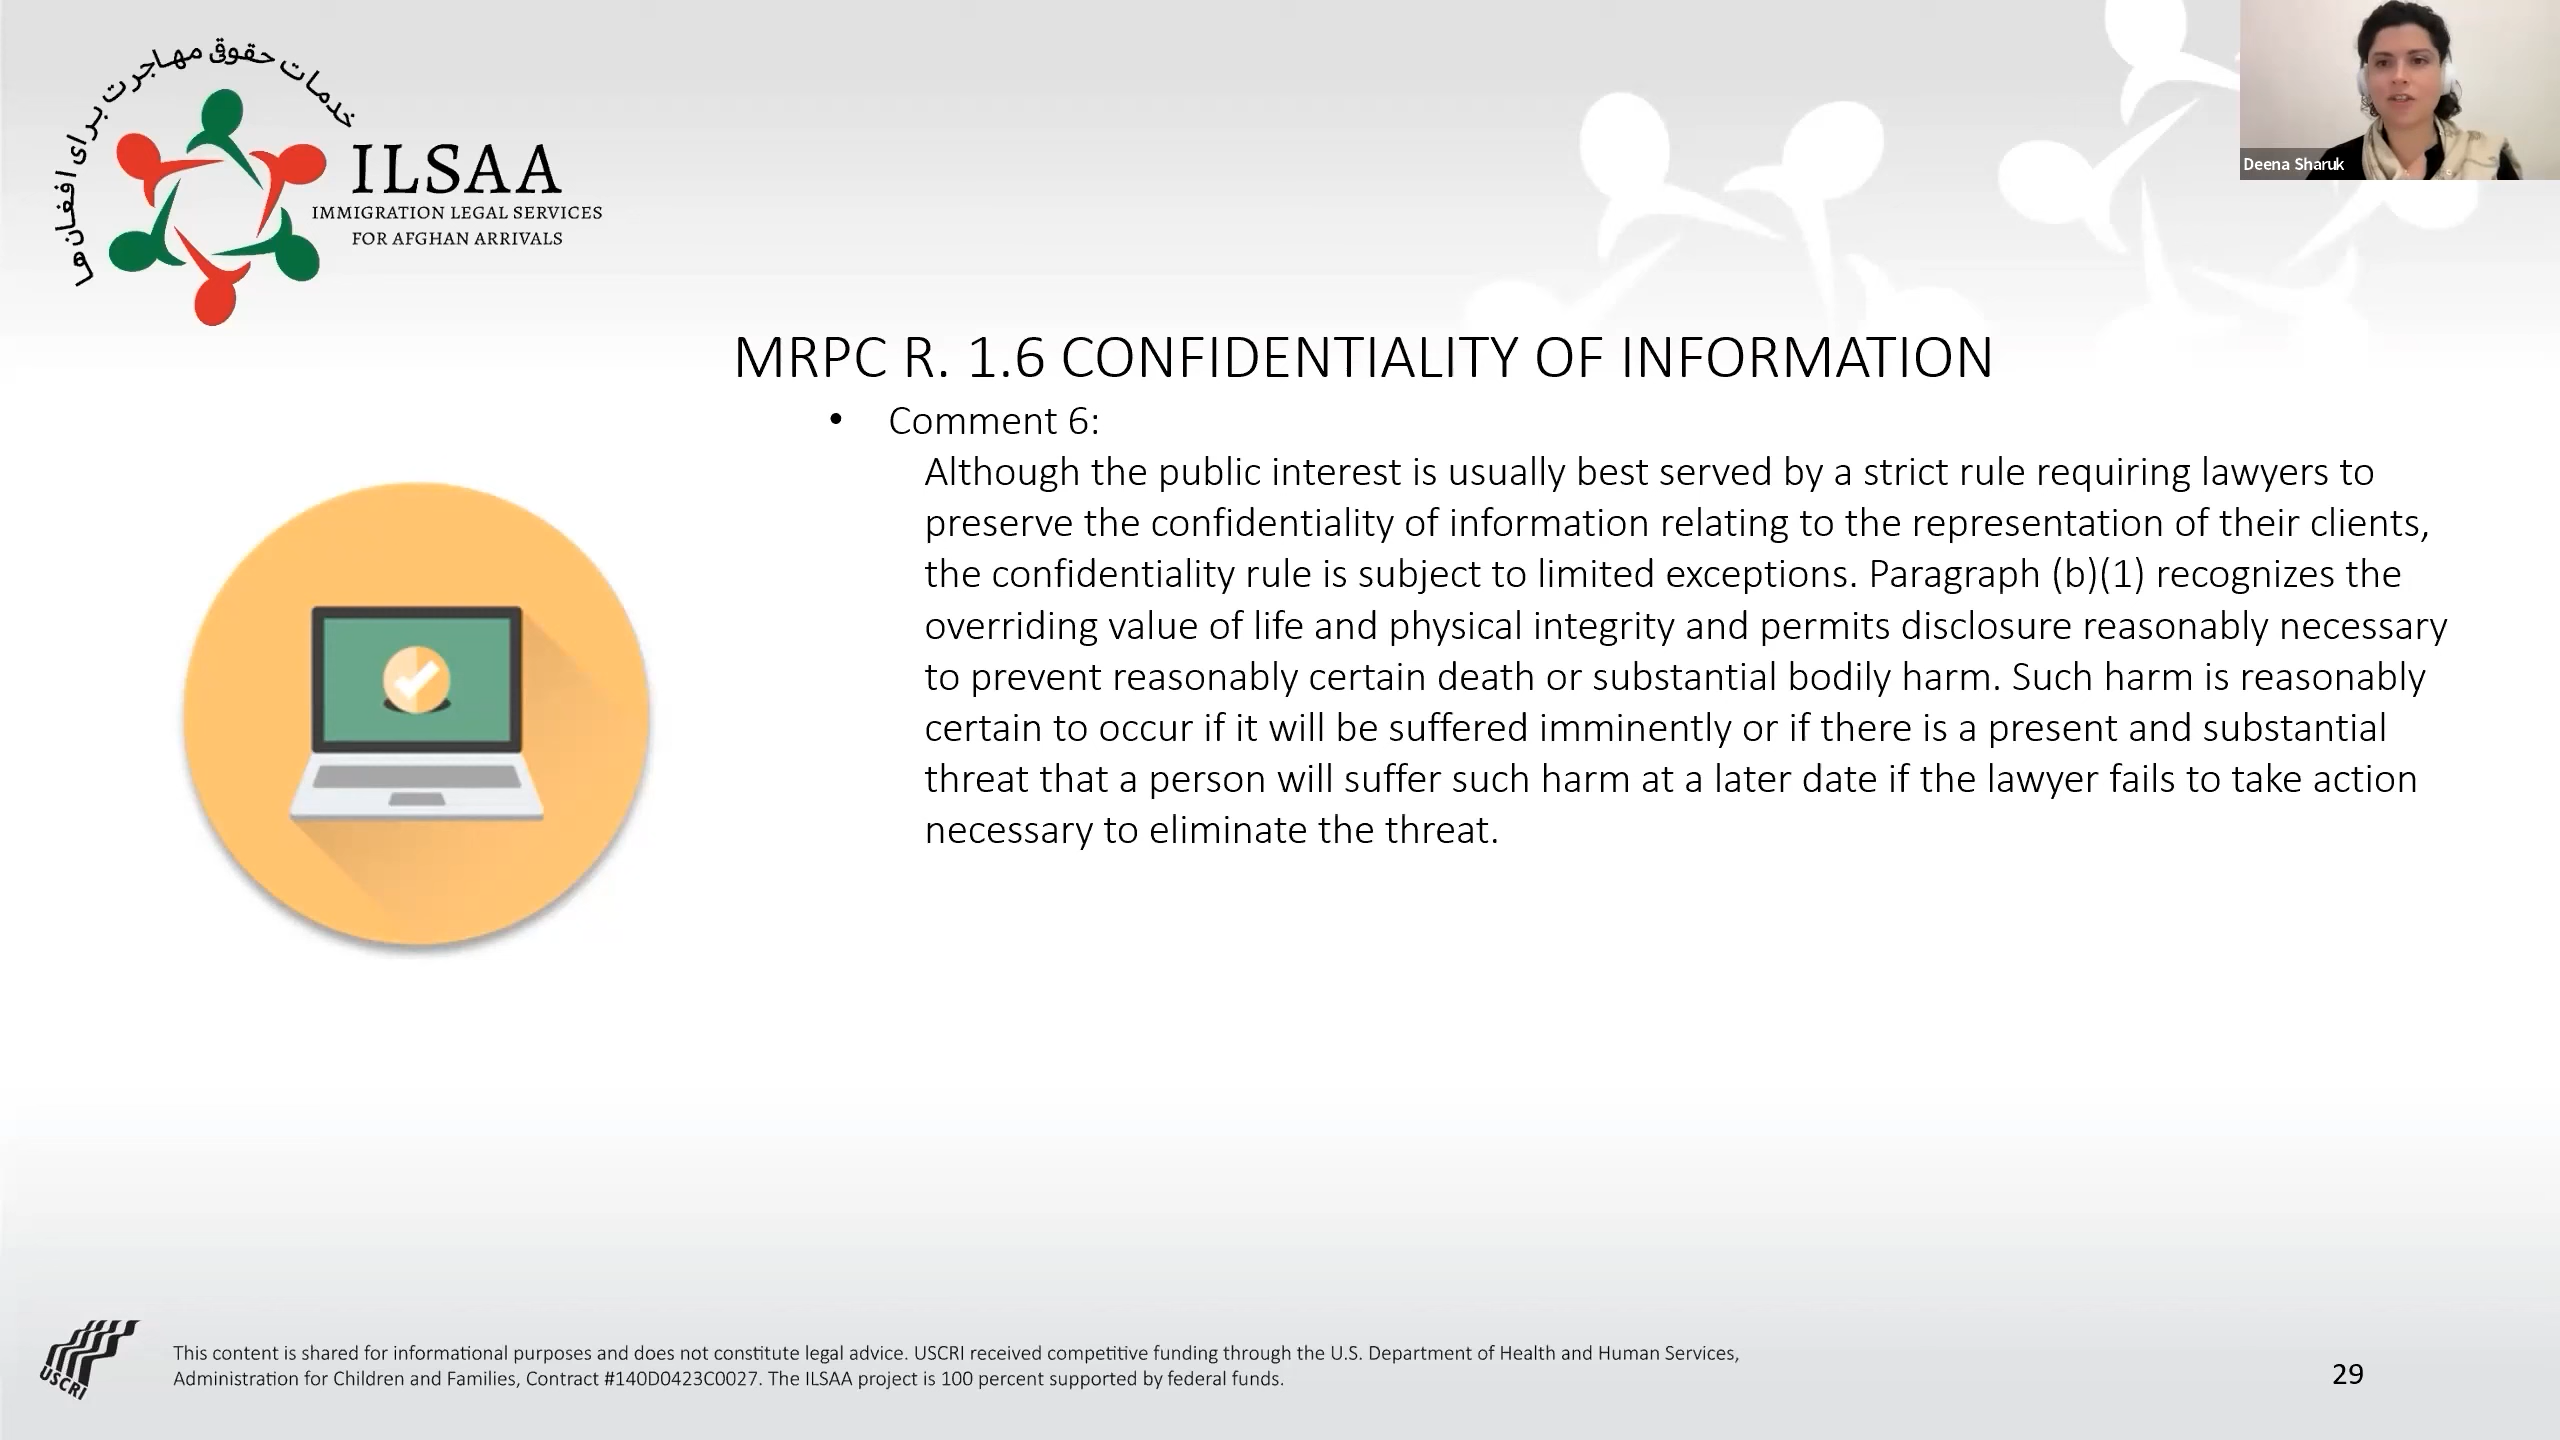 خدمات حقوقی مهاجرت برای افغان‌ها
ILSAA
IMMIGRATION LEGAL SERVICES
FOR AFGHAN ARRIVALS
Deena Sharuk
MRPC R. 1.6 CONFIDENTIALITY OF INFORMATION
• Comment 6:
Although the public interest is usually best served by a strict rule requiring lawyers to
preserve the confidentiality of information relating to the representation of their clients,
the confidentiality rule is subject to limited exceptions. Paragraph (b)(1) recognizes the
overriding value of life and physical integrity and permits disclosure reasonably necessary
to prevent reasonably certain death or substantial bodily harm. Such harm is reasonably
certain to occur if it will be suffered imminently or if there is a present and substantial
threat that a person will suffer such harm at a later date if the lawyer fails to take action
necessary to eliminate the threat.
USCRI
This content is shared for informational purposes and does not constitute legal advice. USCRI received competitive funding through the U.S. Department of Health and Human Services,
Administration for Children and Families, Contract #140D0423C0027. The ILSAA project is 100 percent supported by federal funds.
29